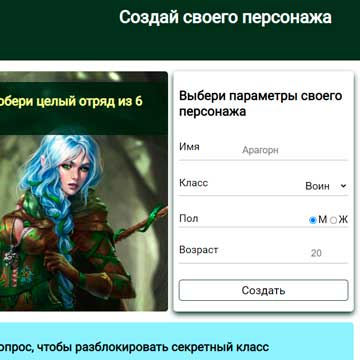 Создай своего персонажа
обери целый отряд из 6
Выбери параметры своего
персонажа
Имя Арагорн
Класс Воин
Пол М Ж
Возраст 20
Создать
опрос, чтобы разблокировать секретный класс